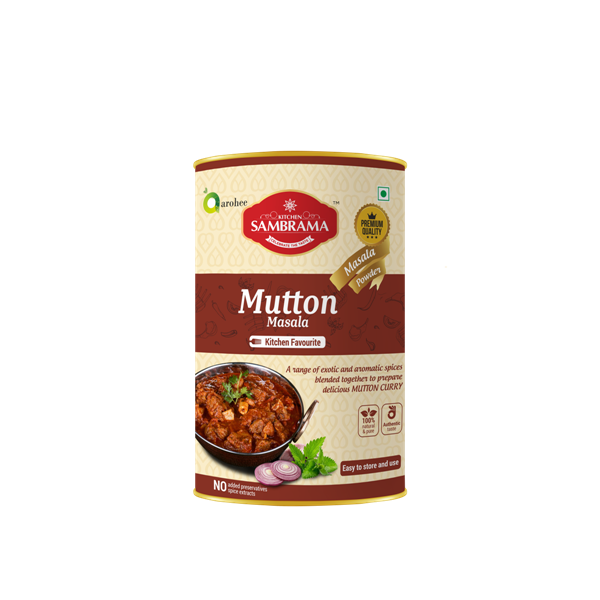 arohee
KITCHEN
SAMBRAMA
CELEBRATE THE TASTE
TM
PREMIUM
QUALITY
Masala
Powder
Mutton
Masala
Kitchen Favourite
A range of exotic and aromatic spices
blended together to prepare
delicious MUTTON CURRY
100%
natural
& pure
Authentic
taste
Easy to store and use
NO added preservatives
spice extracts